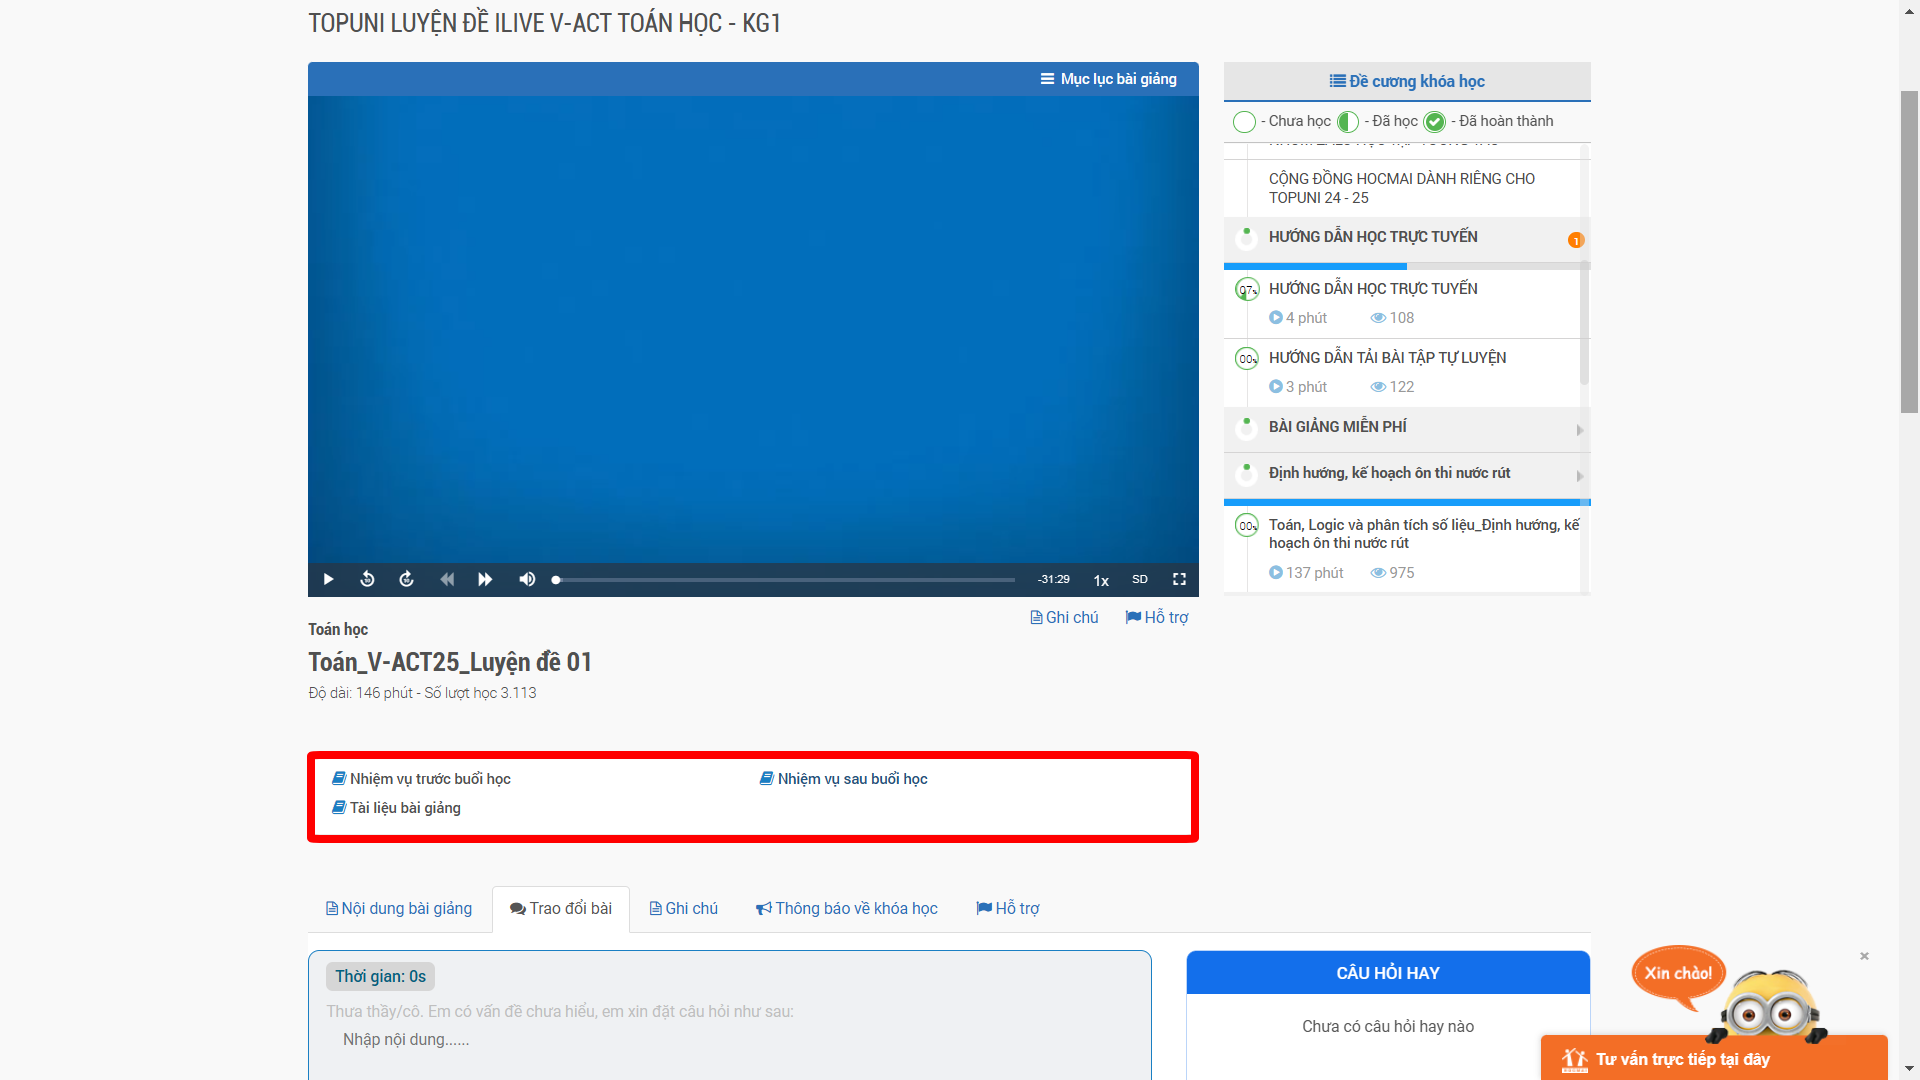 TOPUNI LUYỆN ĐỀ ILIVE V-ACT TOÁN HỌC - KG1
Mục lục bài giảng
-31:29
1x
SD
Ghi chú
Hỗ trợ
Toán học
Toán_V-ACT25_Luyện đề 01
Độ dài: 146 phút - Số lượt học 3.113
Nhiệm vụ trước buổi học
Nhiệm vụ sau buổi học
Tài liệu bài giảng
Đề cương khóa học
- Chưa học - Đã học - Đã hoàn thành
CỘNG ĐỒNG HOCMAI DÀNH RIÊNG CHO
TOPUNI 24 - 25
HƯỚNG DẪN HỌC TRỰC TUYẾN
1
07%
HƯỚNG DẪN HỌC TRỰC TUYẾN
4 phút
108
00%
HƯỚNG DẪN TẢI BÀI TẬP TỰ LUYỆN
3 phút
122
BÀI GIẢNG MIỄN PHÍ
Định hướng, kế hoạch ôn thi nước rút
00%
Toán, Logic và phân tích số liệu_Định hướng, kế
hoạch ôn thi nước rút
137 phút
975
Nội dung bài giảng
Trao đổi bài
Ghi chú
Thông báo về khóa học
Hỗ trợ
Thời gian: 0s
Thưa thầy/cô. Em có vấn đề chưa hiểu, em xin đặt câu hỏi như sau:
Nhập nội dung......
CÂU HỎI HAY
Chưa có câu hỏi hay nào
Xin chào!
Tư vấn trực tiếp tại đây